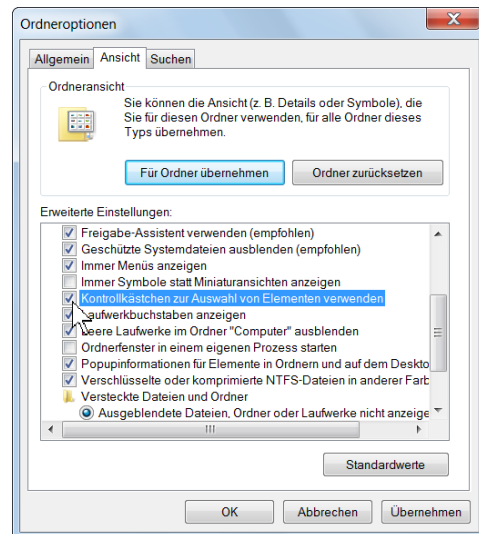 Ordneroptionen
Allgemein Ansicht Suchen
Ordneransicht
Sie können die Ansicht (z. B. Details oder Symbole), die
Sie für diesen Ordner verwenden, für alle Ordner dieses
Typs übernehmen.
Für Ordner übernehmen Ordner zurücksetzen
Erweiterte Einstellungen:
Freigabe-Assistent verwenden (empfohlen)
Geschützte Systemdateien ausblenden (empfohlen)
Immer Menüs anzeigen
Immer Symbole statt Miniaturansichten anzeigen
Kontrollkästchen zur Auswahl von Elementen verwenden
aufwerkbuchstaben anzeigen
eere Laufwerke im Ordner "Computer" ausblenden
Ordnerfenster in einem eigenen Prozess starten
Popupinformationen für Elemente in Ordnern und auf dem Deskto
Verschlüsselte oder komprimierte NTFS-Dateien in anderer Farb
Versteckte Dateien und Ordner
Ausgeblendete Dateien, Ordner oder Laufwerke nicht anzeige
Standardwerte
OK Abbrechen Übernehmen